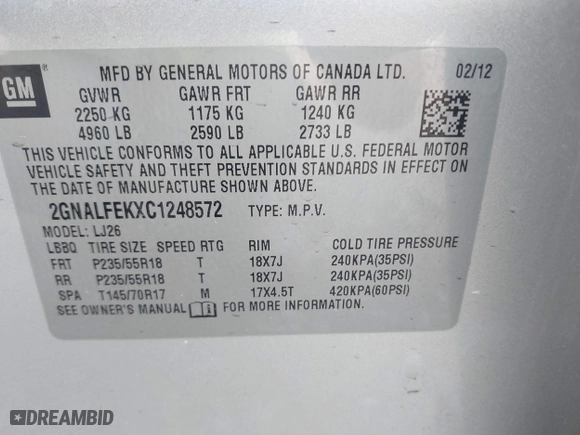 GM
®
MFD BY GENERAL MOTORS OF CANADA LTD. 02/12
GVWR GAWR FRT GAWR RR
2250 KG 1175 KG 1240 KG
4960 LB 2590 LB 2733 LB
THIS VEHICLE CONFORMS TO ALL APPLICABLE U.S. FEDERAL MOTOR
VEHICLE SAFETY AND THEFT PREVENTION STANDARDS IN EFFECT ON
THE DATE OF MANUFACTURE SHOWN ABOVE.
2GNALFEKXC1248572 TYPE: M.P.V.
MODEL: LJ26
LBBQ TIRE SIZE SPEED RTG RIM COLD TIRE PRESSURE
FRT P235/55R18 T 18X7J 240KPA(35PSI)
RR P235/55R18 T 18X7J 240KPA(35PSI)
SPA T145/70R17 M 17X4.5T 420KPA(60PSI)
SEE OWNER'S MANUAL FOR MORE INFORMATION.
DREAMBID